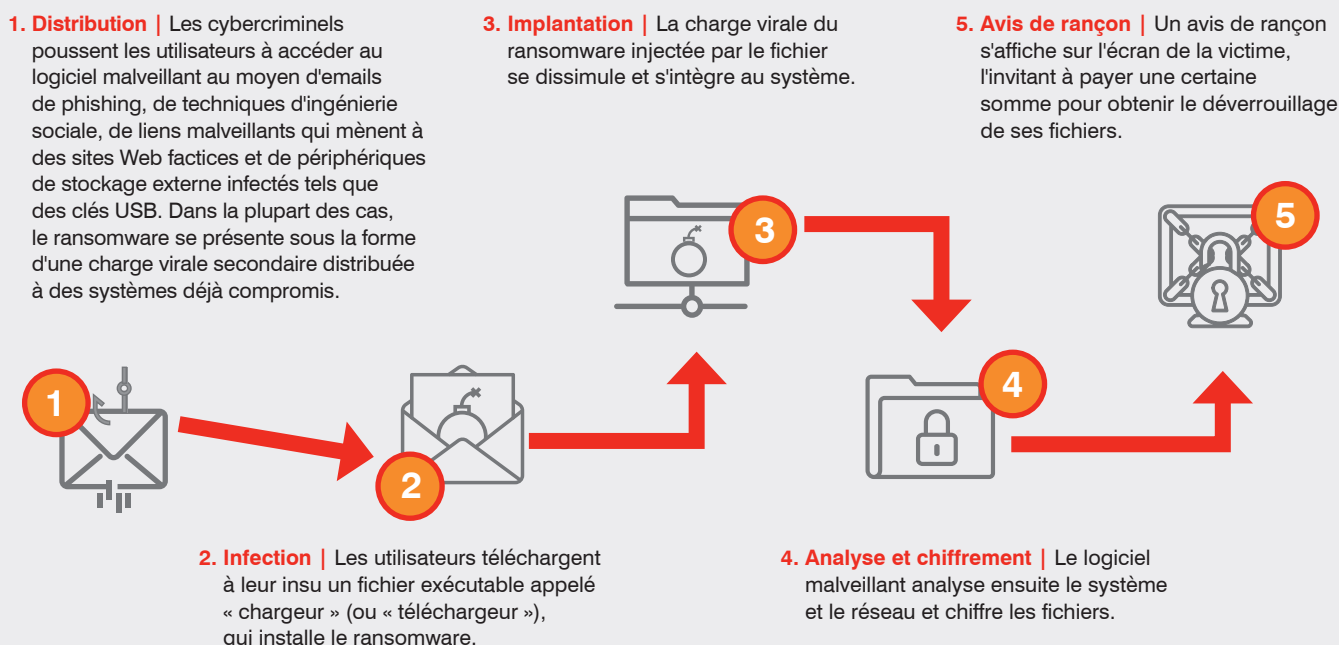 1. Distribution | Les cybercriminels
poussent les utilisateurs à accéder au
logiciel malveillant au moyen d'emails
de phishing, de techniques d'ingénierie
sociale, de liens malveillants qui mènent à
des sites Web factices et de périphériques
de stockage externe infectés tels que
des clés USB. Dans la plupart des cas,
le ransomware se présente sous la forme
d'une charge virale secondaire distribuée
à des systèmes déjà compromis.
3. Implantation | La charge virale du
ransomware injectée par le fichier
se dissimule et s'intègre au système.
5. Avis de rançon | Un avis de rançon
s'affiche sur l'écran de la victime,
l'invitant à payer une certaine
somme pour obtenir le déverrouillage
de ses fichiers.
1
2
3
4
5
2. Infection | Les utilisateurs téléchargent
à leur insu un fichier exécutable appelé
« chargeur » (ou « téléchargeur »),
qui installe le ransomware.
4. Analyse et chiffrement | Le logiciel
malveillant analyse ensuite le système
et le réseau et chiffre les fichiers.